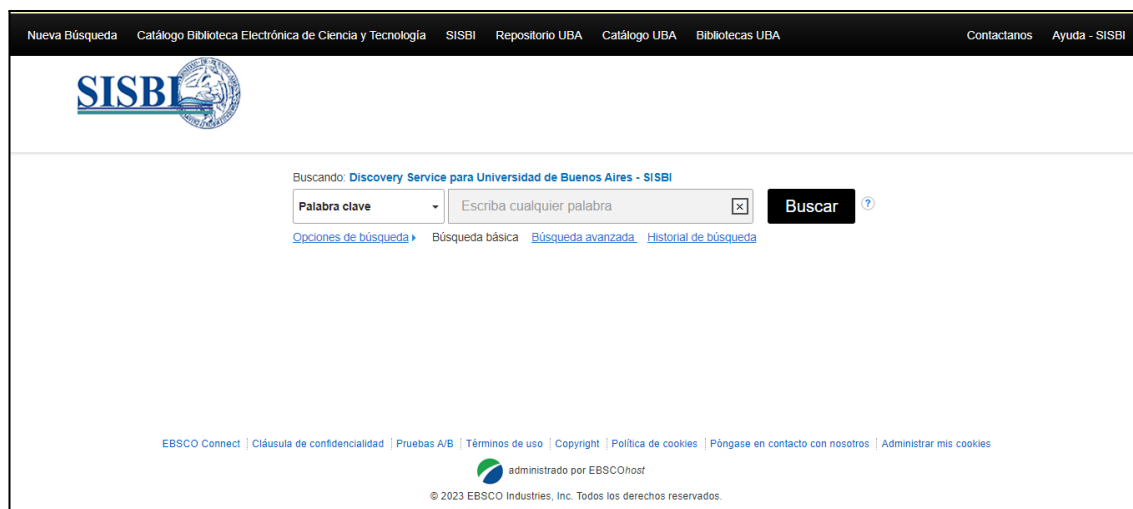 Nueva Búsqueda Catálogo Biblioteca Electrónica de Ciencia y Tecnología SISBI Repositorio UBA Catálogo UBA Bibliotecas UBA Contactanos Ayuda - SISBI
SISBI
Buscando: Discovery Service para Universidad de Buenos Aires - SISBI
Palabra clave Escriba cualquier palabra Buscar ?
Opciones de búsqueda Búsqueda básica Búsqueda avanzada Historial de búsqueda
EBSCO Connect Cláusula de confidencialidad Pruebas A/B Términos de uso Copyright Política de cookies Póngase en contacto con nosotros Administrar mis cookies
administrado por EBSCOhost
© 2023 EBSCO Industries, Inc. Todos los derechos reservados.